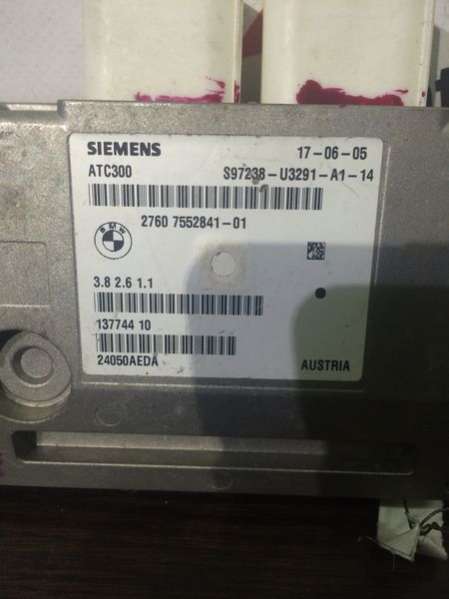 SIEMENS 17-06-05
ATC300 S97238-U3291-A1-14
BMW 2760 7552841-01
3.8 2.6 1.1
137744 10
24050AEDA AUSTRIA